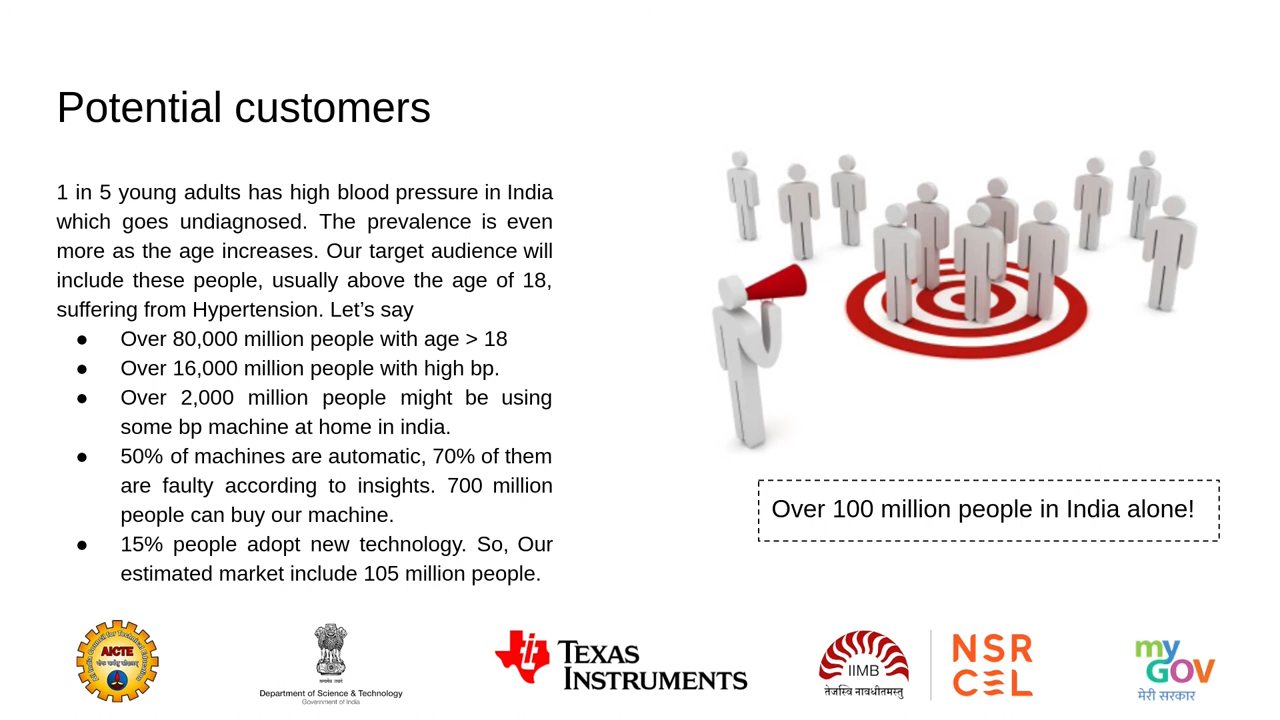 Potential customers
1 in 5 young adults has high blood pressure in India
which goes undiagnosed. The prevalence is even
more as the age increases. Our target audience will
include these people, usually above the age of 18,
suffering from Hypertension. Let’s say
● Over 80,000 million people with age > 18
● Over 16,000 million people with high bp.
● Over 2,000 million people might be using
some bp machine at home in india.
● 50% of machines are automatic, 70% of them
are faulty according to insights. 700 million
people can buy our machine.
● 15% people adopt new technology. So, Our
estimated market include 105 million people.
Over 100 million people in India alone!
AICTE
Department of Science & Technology
Government of India
TEXAS
INSTRUMENTS
IIMB
तेजस्वि नावधीतमस्तु
NSR
CEL
my
GOV
मेरी सरकार